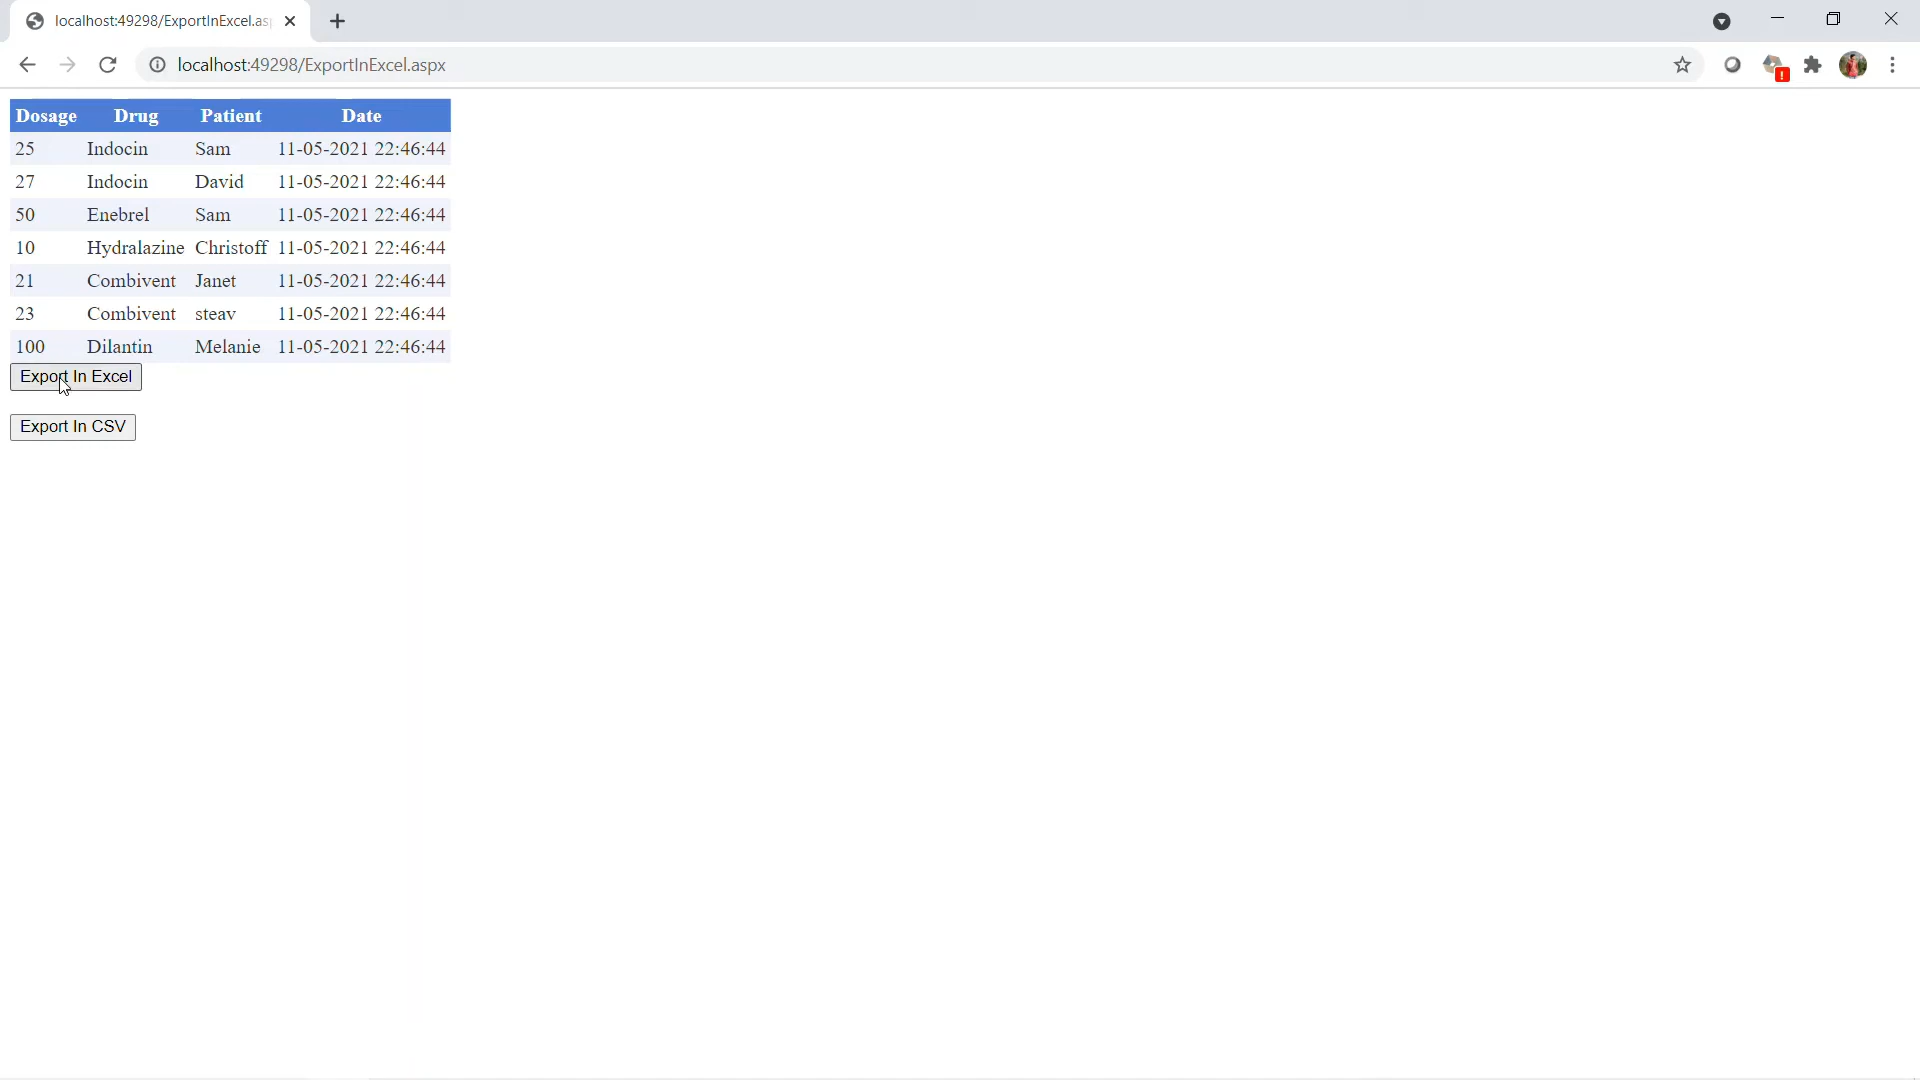 localhost:49298/ExportInExcel.as
localhost:49298/ExportInExcel.aspx
Dosage Drug Patient Date
25 Indocin Sam 11-05-2021 22:46:44
27 Indocin David 11-05-2021 22:46:44
50 Enebrel Sam 11-05-2021 22:46:44
10 Hydralazine Christoff 11-05-2021 22:46:44
21 Combivent Janet 11-05-2021 22:46:44
23 Combivent steav 11-05-2021 22:46:44
100 Dilantin Melanie 11-05-2021 22:46:44
Export In Excel
Export In CSV